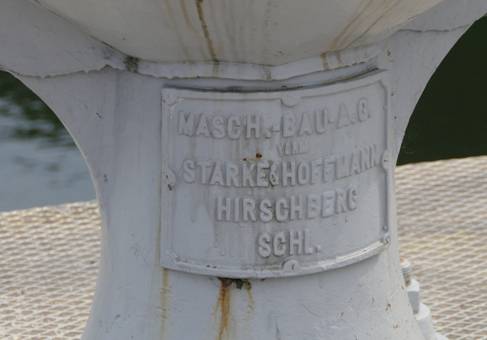 MASCH.-BAU-A.G.
VORM
STARKE&HOFFMANN
HIRSCHBERG
SCHL.